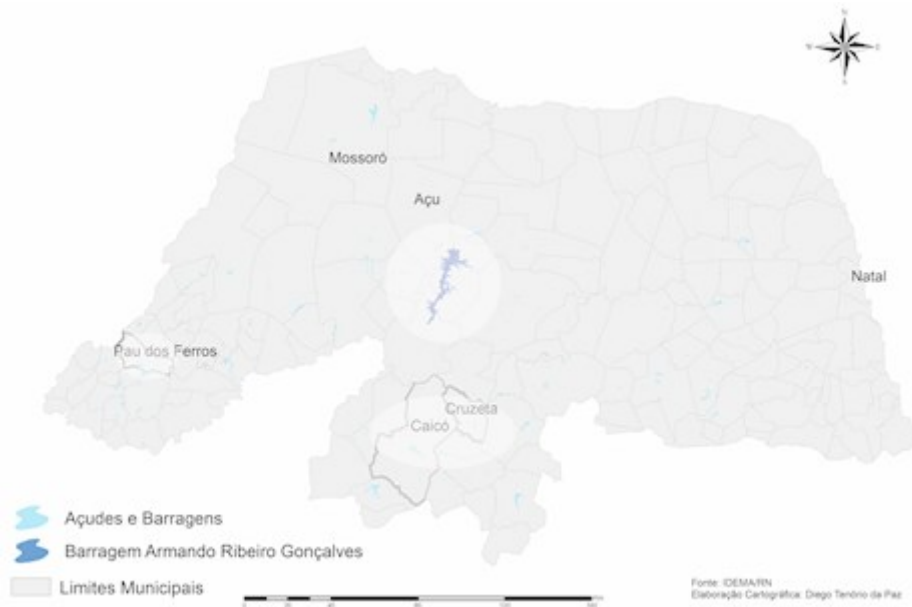 N
Mossoró
Açu
Natal
Pau dos Ferros
Cruzeta
Caicó
Açudes e Barragens
Barragem Armando Ribeiro Gonçalves
Limites Municipais
Fonte: IDEMA/RN
Elaboração Cartográfica: Diego Tenório da Paz